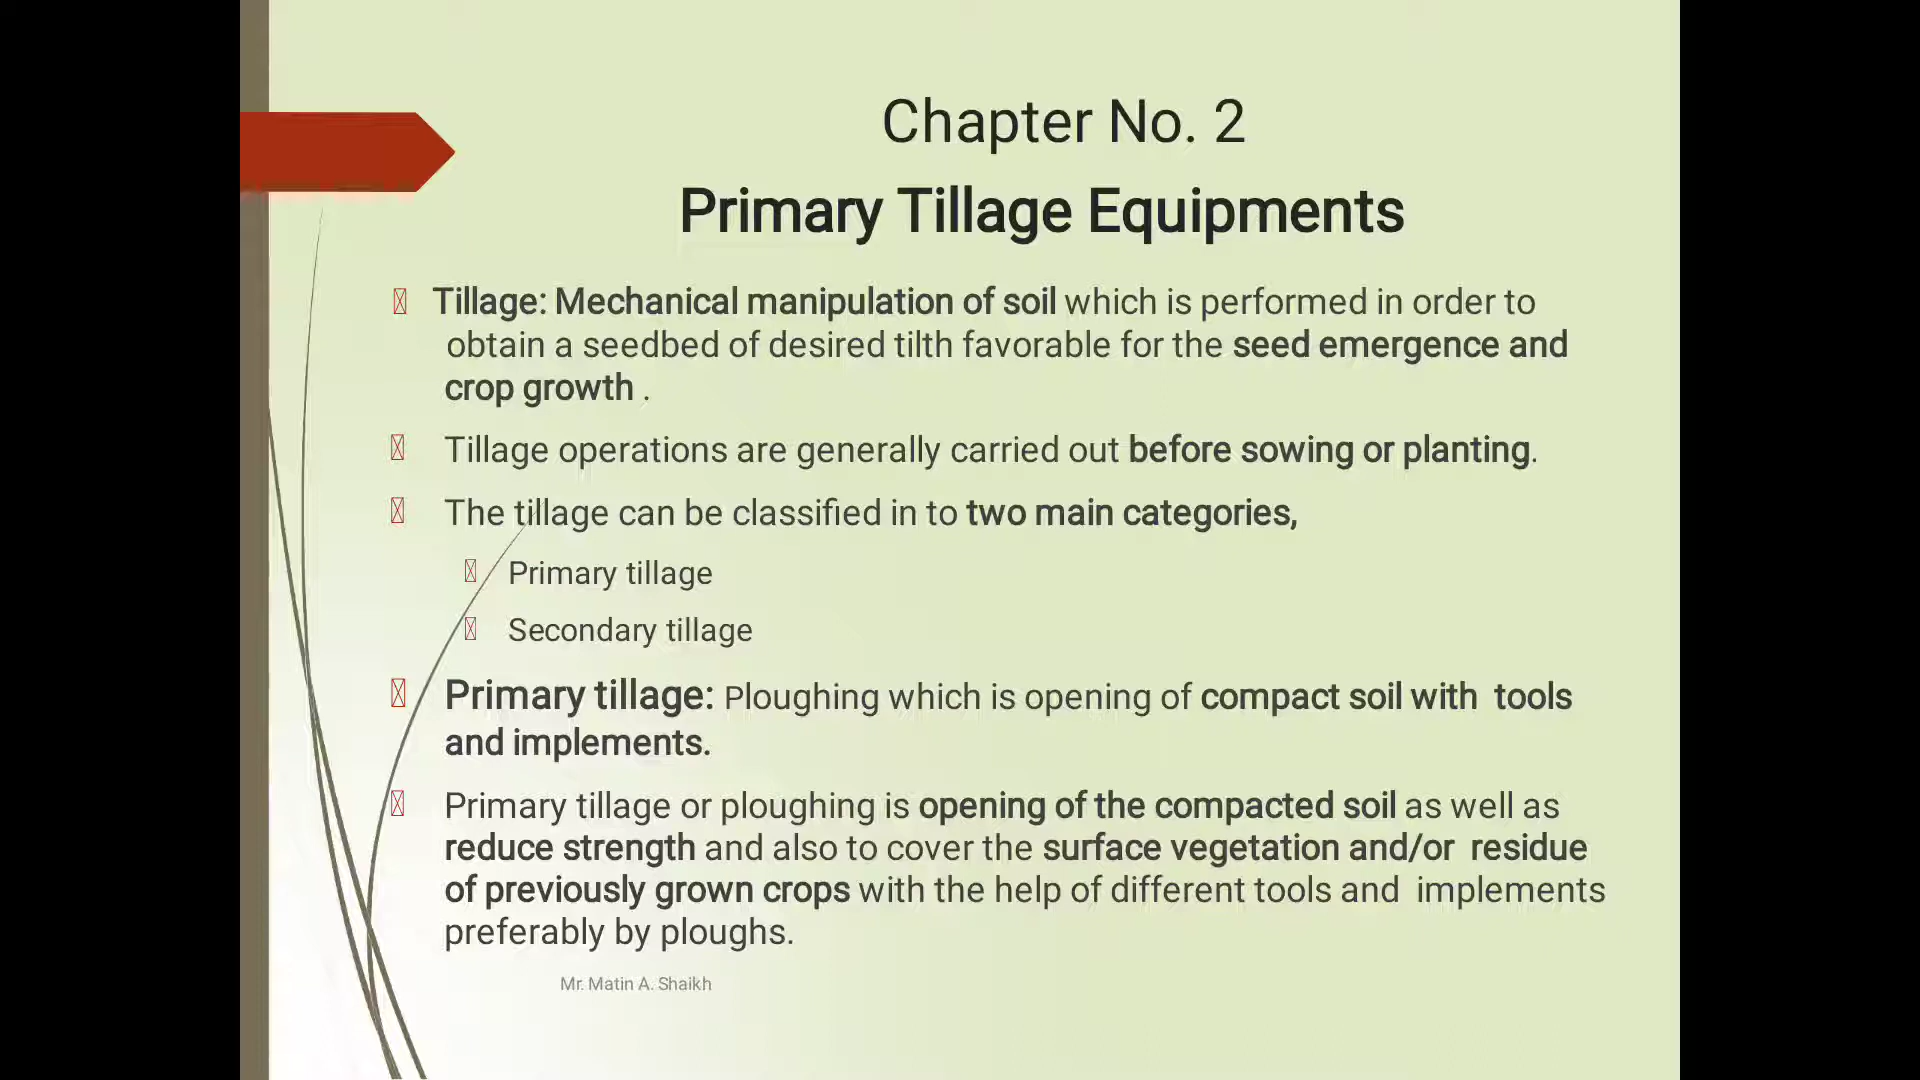 Chapter No. 2
Primary Tillage Equipments
Tillage: Mechanical manipulation of soil which is performed in order to
obtain a seedbed of desired tilth favorable for the seed emergence and
crop growth .
Tillage operations are generally carried out before sowing or planting.
The tillage can be classified in to two main categories,
Primary tillage
Secondary tillage
Primary tillage: Ploughing which is opening of compact soil with  tools
and implements.
Primary tillage or ploughing is opening of the compacted soil as well as
reduce strength and also to cover the surface vegetation and/or  residue
of previously grown crops with the help of different tools and  implements
preferably by ploughs.
Mr. Matin A. Shaikh